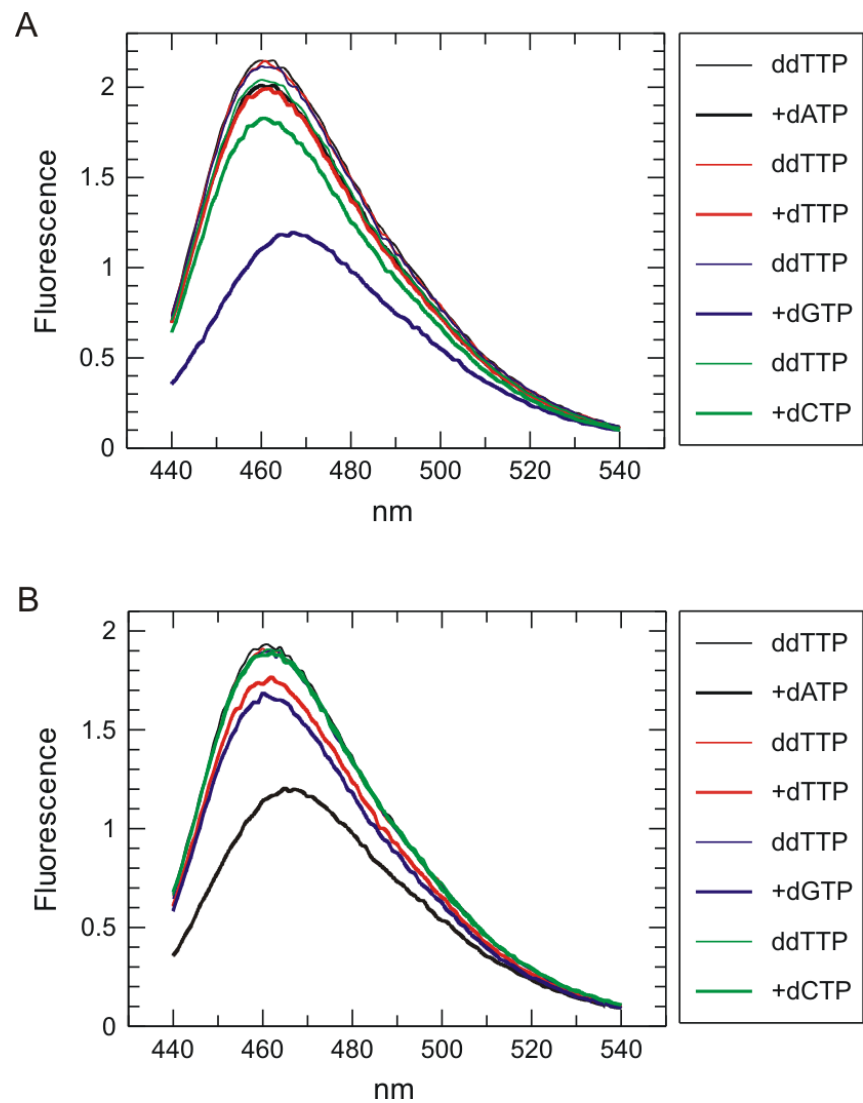 A
Fluorescence
2
1.5
1
0.5
0
440 460 480 500 520 540
nm
ddTTP
+dATP
ddTTP
+dTTP
ddTTP
+dGTP
ddTTP
+dCTP
B
Fluorescence
2
1.5
1
0.5
0
440 460 480 500 520 540
nm
ddTTP
+dATP
ddTTP
+dTTP
ddTTP
+dGTP
ddTTP
+dCTP